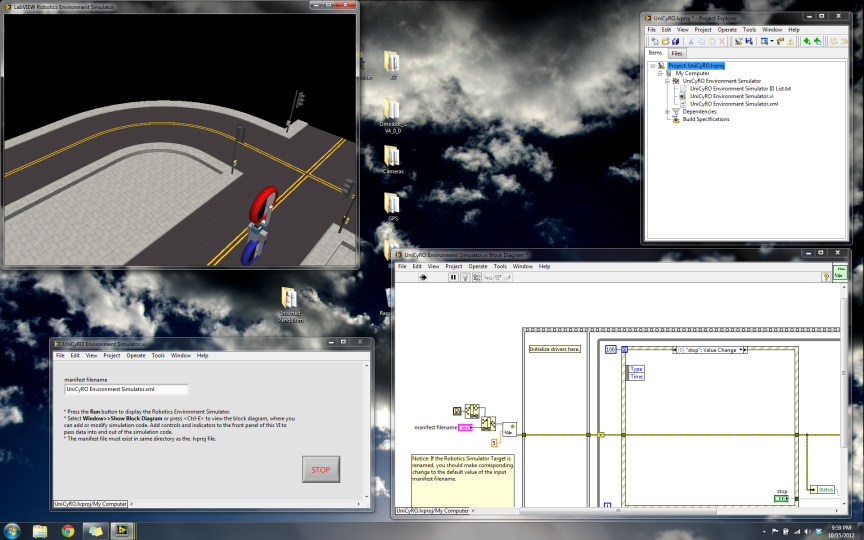 LabVIEW Robotics Environment Simulator
UniCyRO.lvproj * - Project Explorer
File Edit View Project Operate Tools Window Help
Items Files
Project: UniCyRO.lvproj
My Computer
UniCyRO Environment Simulator
UniCyRO Environment Simulator ID List.txt
UniCyRO Environment Simulator.vi
UniCyRO Environment Simulator.xml
Dependencies
Build Specifications
AI
V4_0_0
Cameras
GPS
Inverted
Pendulum
UniCyRO Environment Simulator.vi Block Diagram *
File Edit View Project Operate Tools Window Help
Initialize drivers here.
100
[0] "stop": Value Change
Type
Time
manifest filename
Notice: If the Robotics Simulator Target is
renamed, you should make corresponding
change to the default value of the input
manifest filename.
status
stop
UniCyRO.lvproj/My Computer
UniCyRO Environment Simulator.vi
File Edit View Project Operate Tools Window Help
manifest filename
UniCyRO Environment Simulator.xml
* Press the Run button to display the Robotics Environment Simulator.
* Select Window>>Show Block Diagram or press <Ctrl-E> to view the block diagram, where you
can add or modify simulation code. Add controls and indicators to the front panel of this VI to
pass data into and out of the simulation code.
* The manifest file must exist in same directory as the .lvproj file.
STOP
UniCyRO.lvproj/My Computer
9:59 PM
10/15/2012